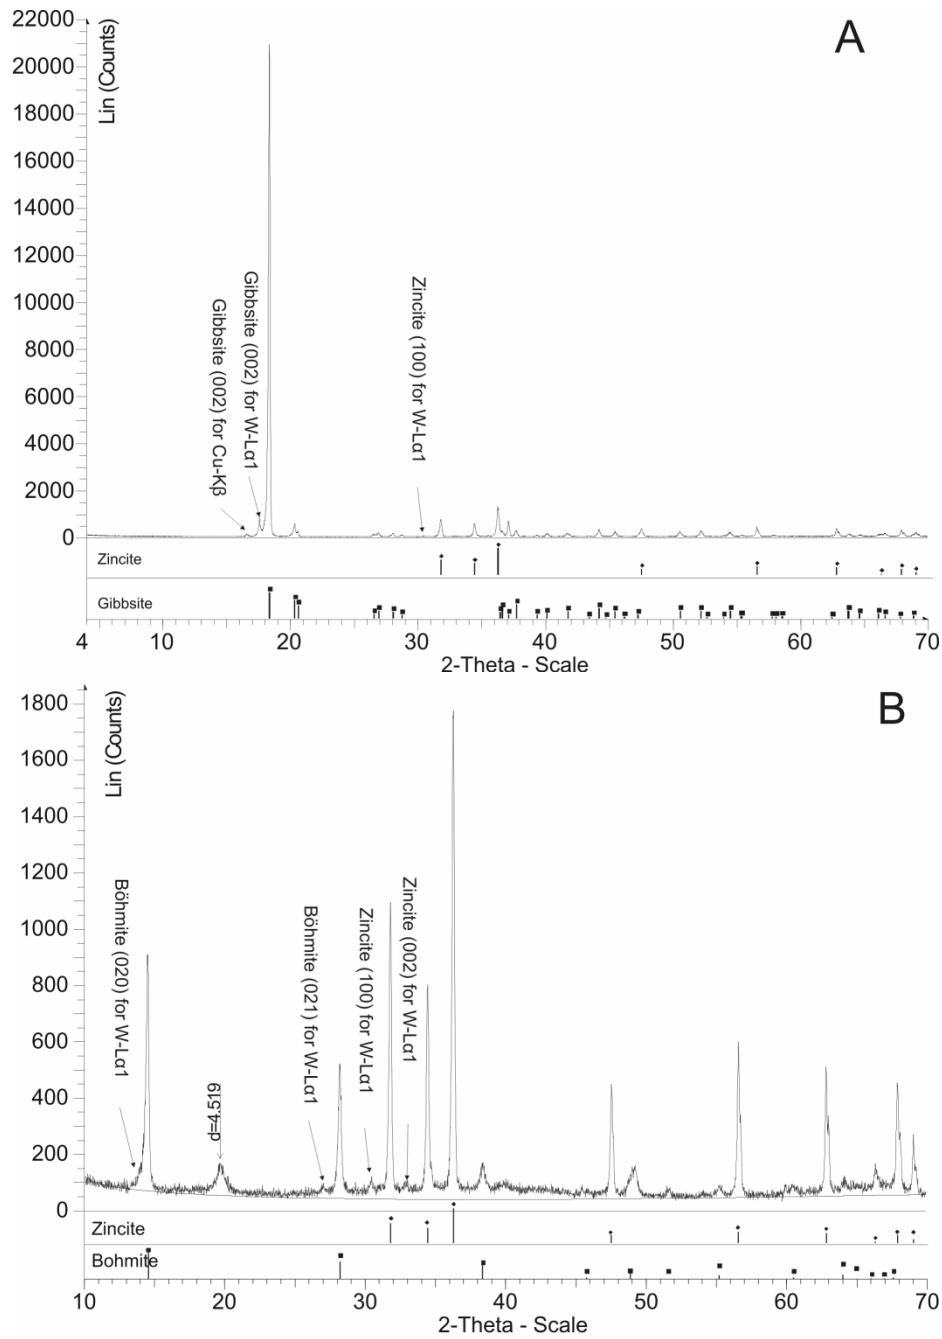 A
Lin (Counts)
22000
20000
18000
16000
14000
12000
10000
8000
6000
4000
2000
0
Gibbsite (002) for Cu-Kβ
Gibbsite (002) for W-Lα1
Zincite (100) for W-Lα1
Zincite
Gibbsite
4 10 20 30 40 50 60 70
2-Theta - Scale
B
Lin (Counts)
1800
1600
1400
1200
1000
800
600
400
200
0
Böhmite (020) for W-Lα1
d=4.519
Böhmite (021) for W-Lα1
Zincite (100) for W-Lα1
Zincite (002) for W-Lα1
Zincite
Bohmite
10 20 30 40 50 60 70
2-Theta - Scale